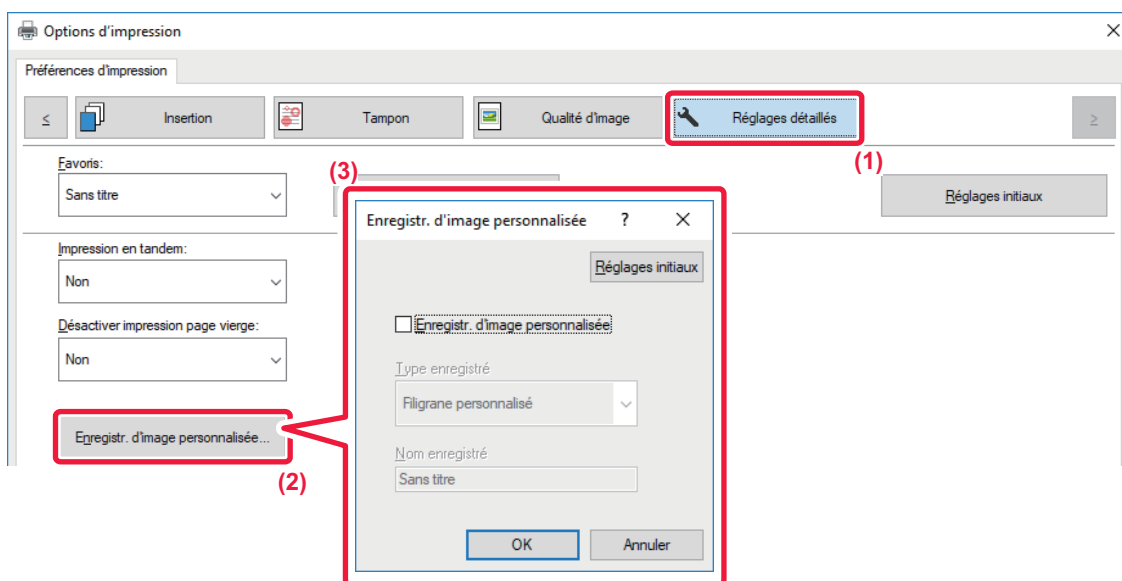 Options d'impression
Préférences d'impression
<
Insertion
Tampon
Qualité d'image
Réglages détaillés
>
(1)
Favoris:
Sans titre
(3)
Réglages initiaux
Impression en tandem:
Non
Désactiver impression page vierge:
Non
Enregistr. d'image personnalisée...
(2)
Enregistr. d'image personnalisée
?
Réglages initiaux
Enregistr. d'image personnalisée
Type enregistré
Filigrane personnalisé
Nom enregistré
Sans titre
OK
Annuler